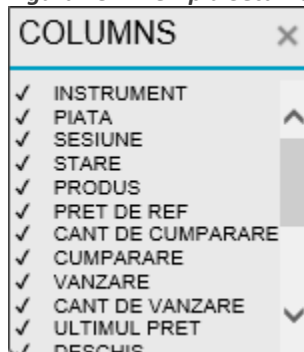 COLUMNS
INSTRUMENT
PIATA
SESIUNE
STARE
PRODUS
PRET DE REF
CANT DE CUMPARARE
CUMPARARE
VANZARE
CANT DE VANZARE
ULTIMUL PRET
DESCHIS